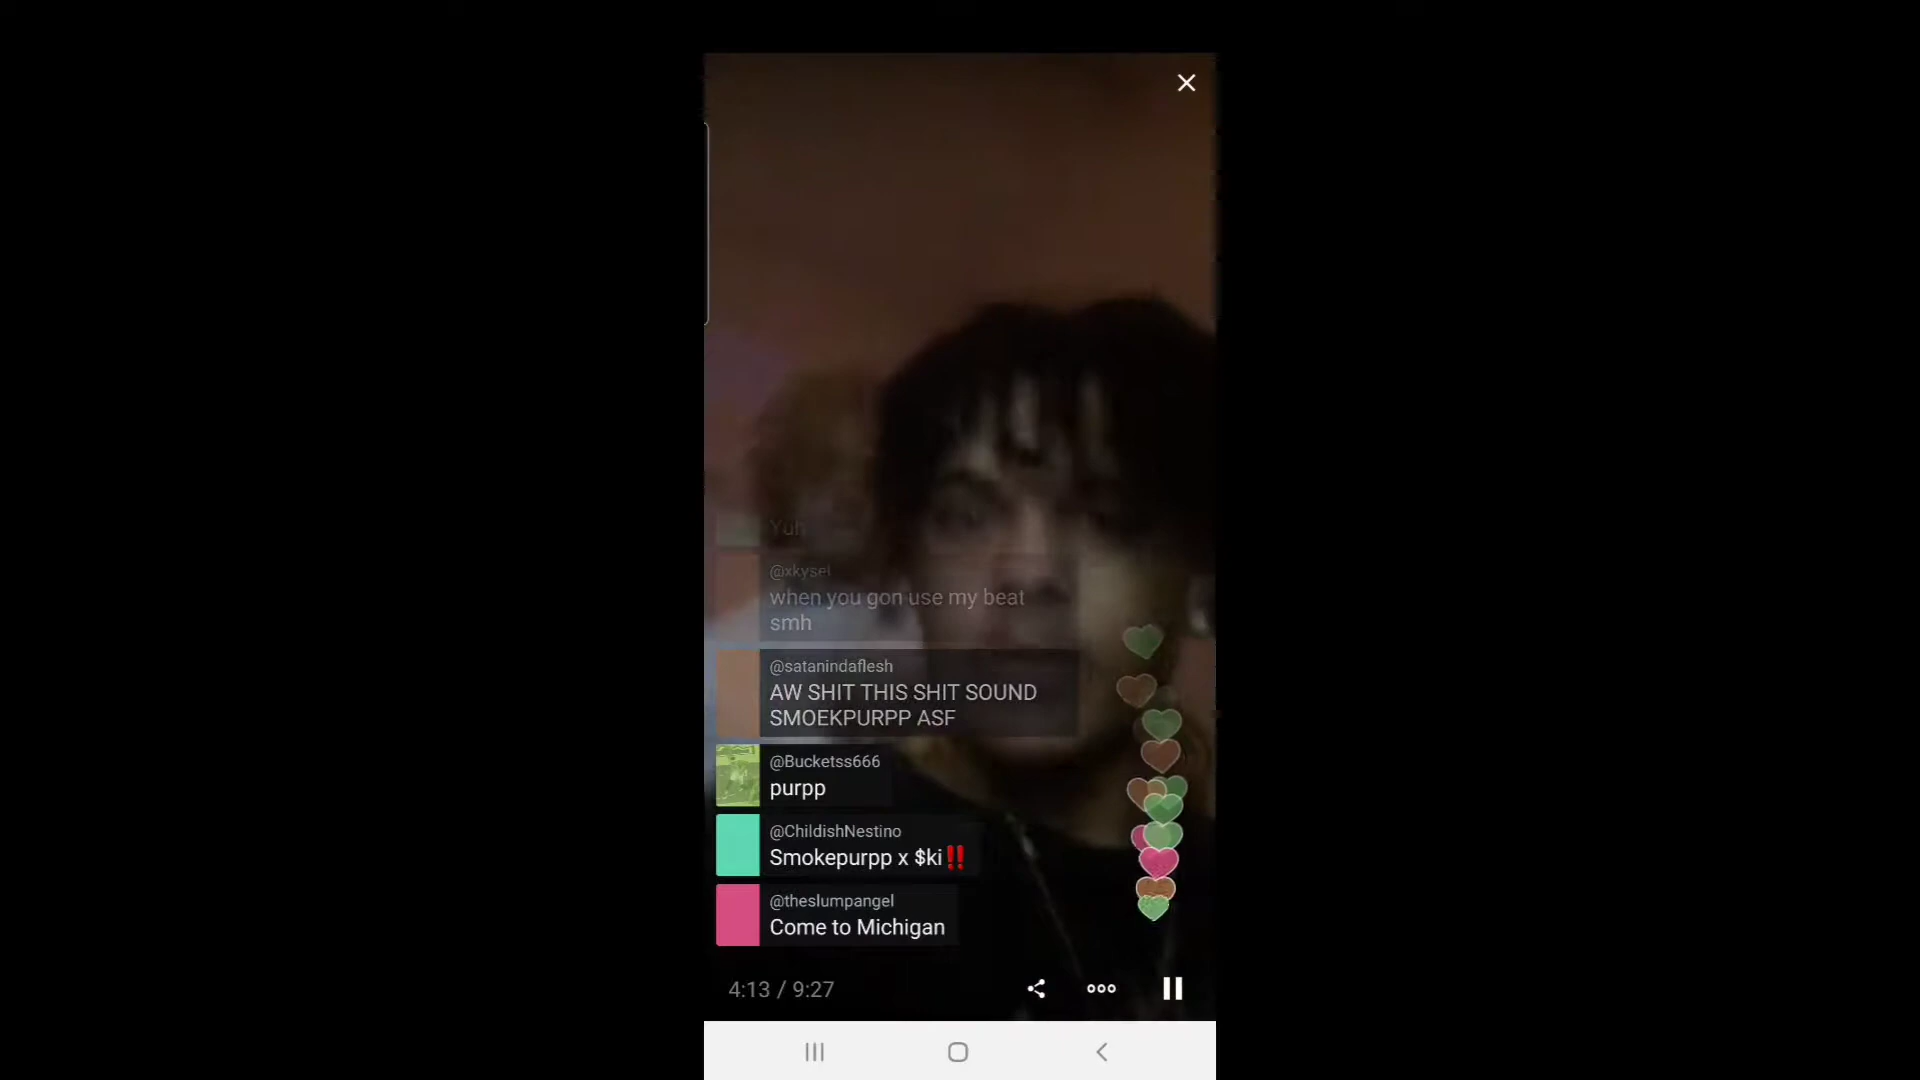 Yuh
@xkysel
when you gon use my beat
smh
@satanindaflesh
AW SHIT THIS SHIT SOUND
SMOEKPURPP ASF
@Bucketss666
purpp
@ChildishNestino
Smokepurpp x $ki‼️
@theslumpangel
Come to Michigan
4:13 / 9:27